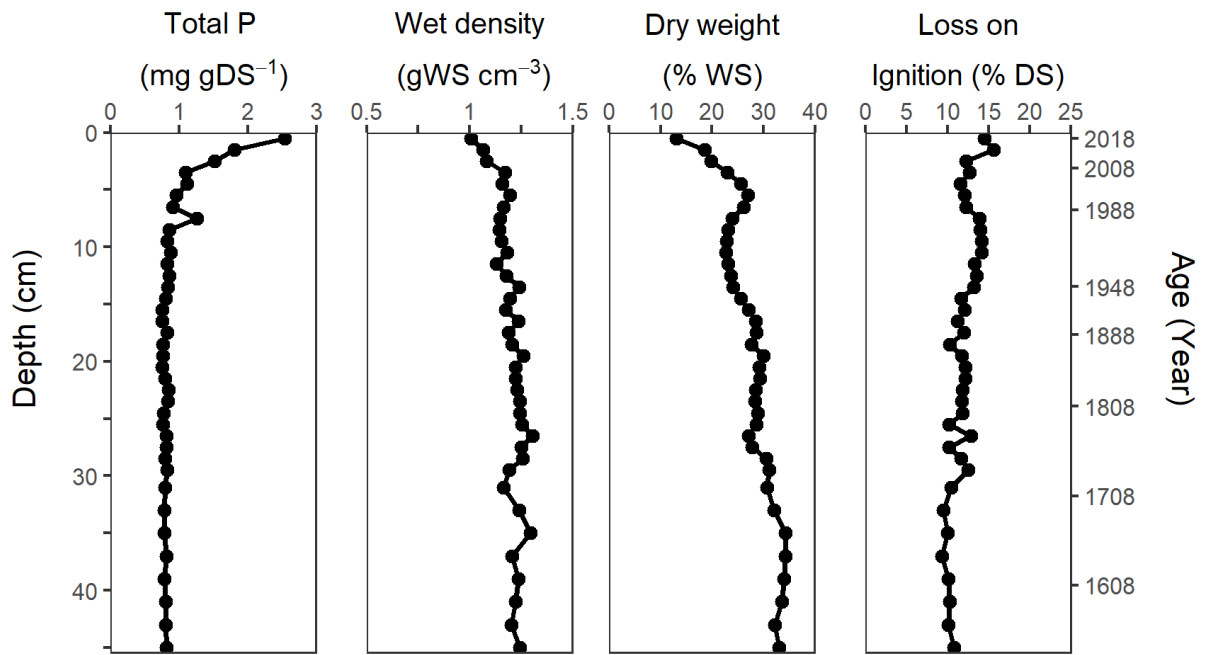 Total P
(mg gDS⁻¹)
Wet density
(gWS cm⁻³)
Dry weight
(% WS)
Loss on
Ignition (% DS)
0 1 2 3
0.5 1 1.5
0 10 20 30 40
0 5 10 15 20 25
Depth (cm)
0
10
20
30
40
2018
2008
1988
1948
1888
1808
1708
1608
Age (Year)